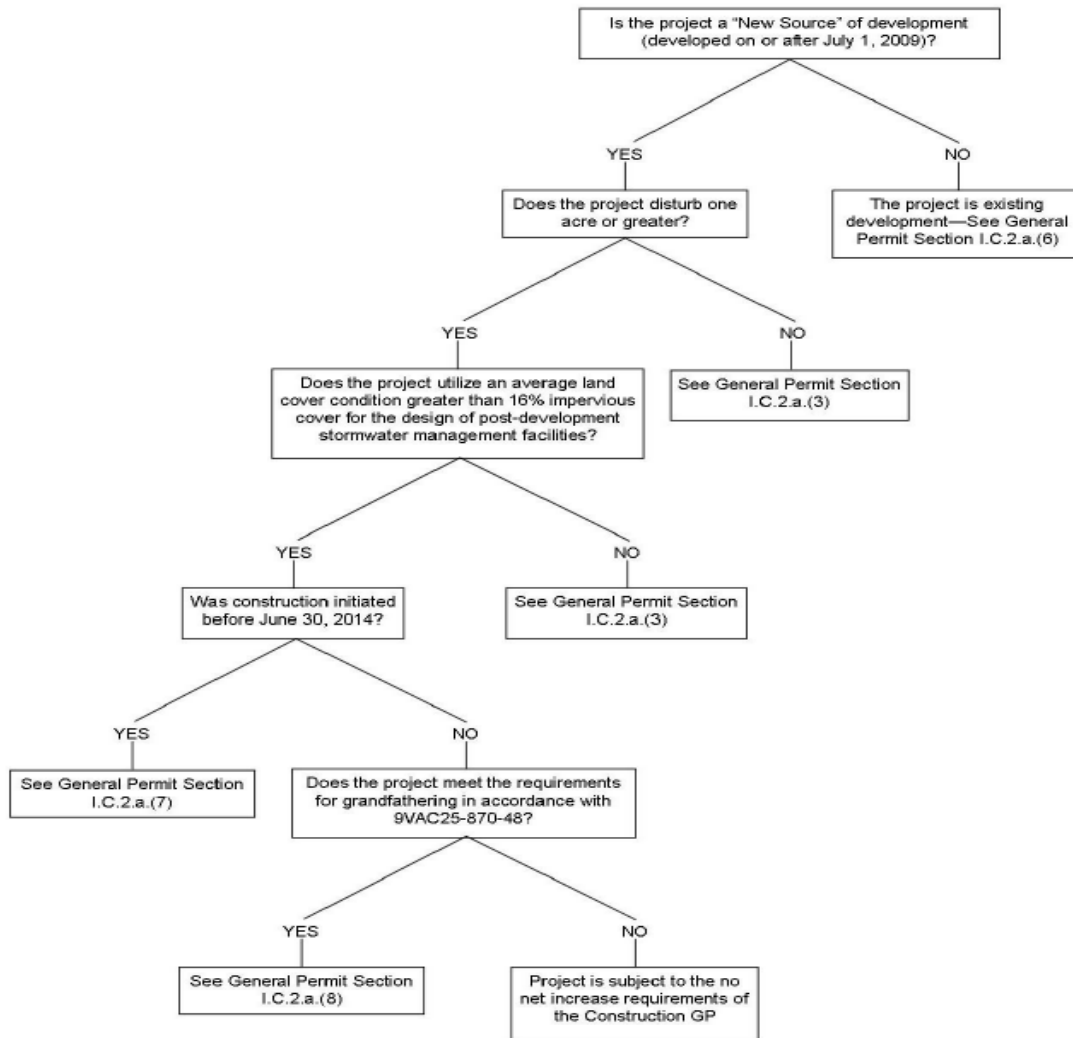 Is the project a “New Source” of development
(developed on or after July 1, 2009)?
YES
NO
Does the project disturb one
acre or greater?
The project is existing
development—See General
Permit Section I.C.2.a.(6)
YES
NO
Does the project utilize an average land
cover condition greater than 16% impervious
cover for the design of post-development
stormwater management facilities?
See General Permit Section
I.C.2.a.(3)
YES
NO
Was construction initiated
before June 30, 2014?
See General Permit Section
I.C.2.a.(3)
YES
NO
See General Permit Section
I.C.2.a.(7)
Does the project meet the requirements
for grandfathering in accordance with
9VAC25-870-48?
YES
NO
See General Permit Section
I.C.2.a.(8)
Project is subject to the no
net increase requirements of
the Construction GP